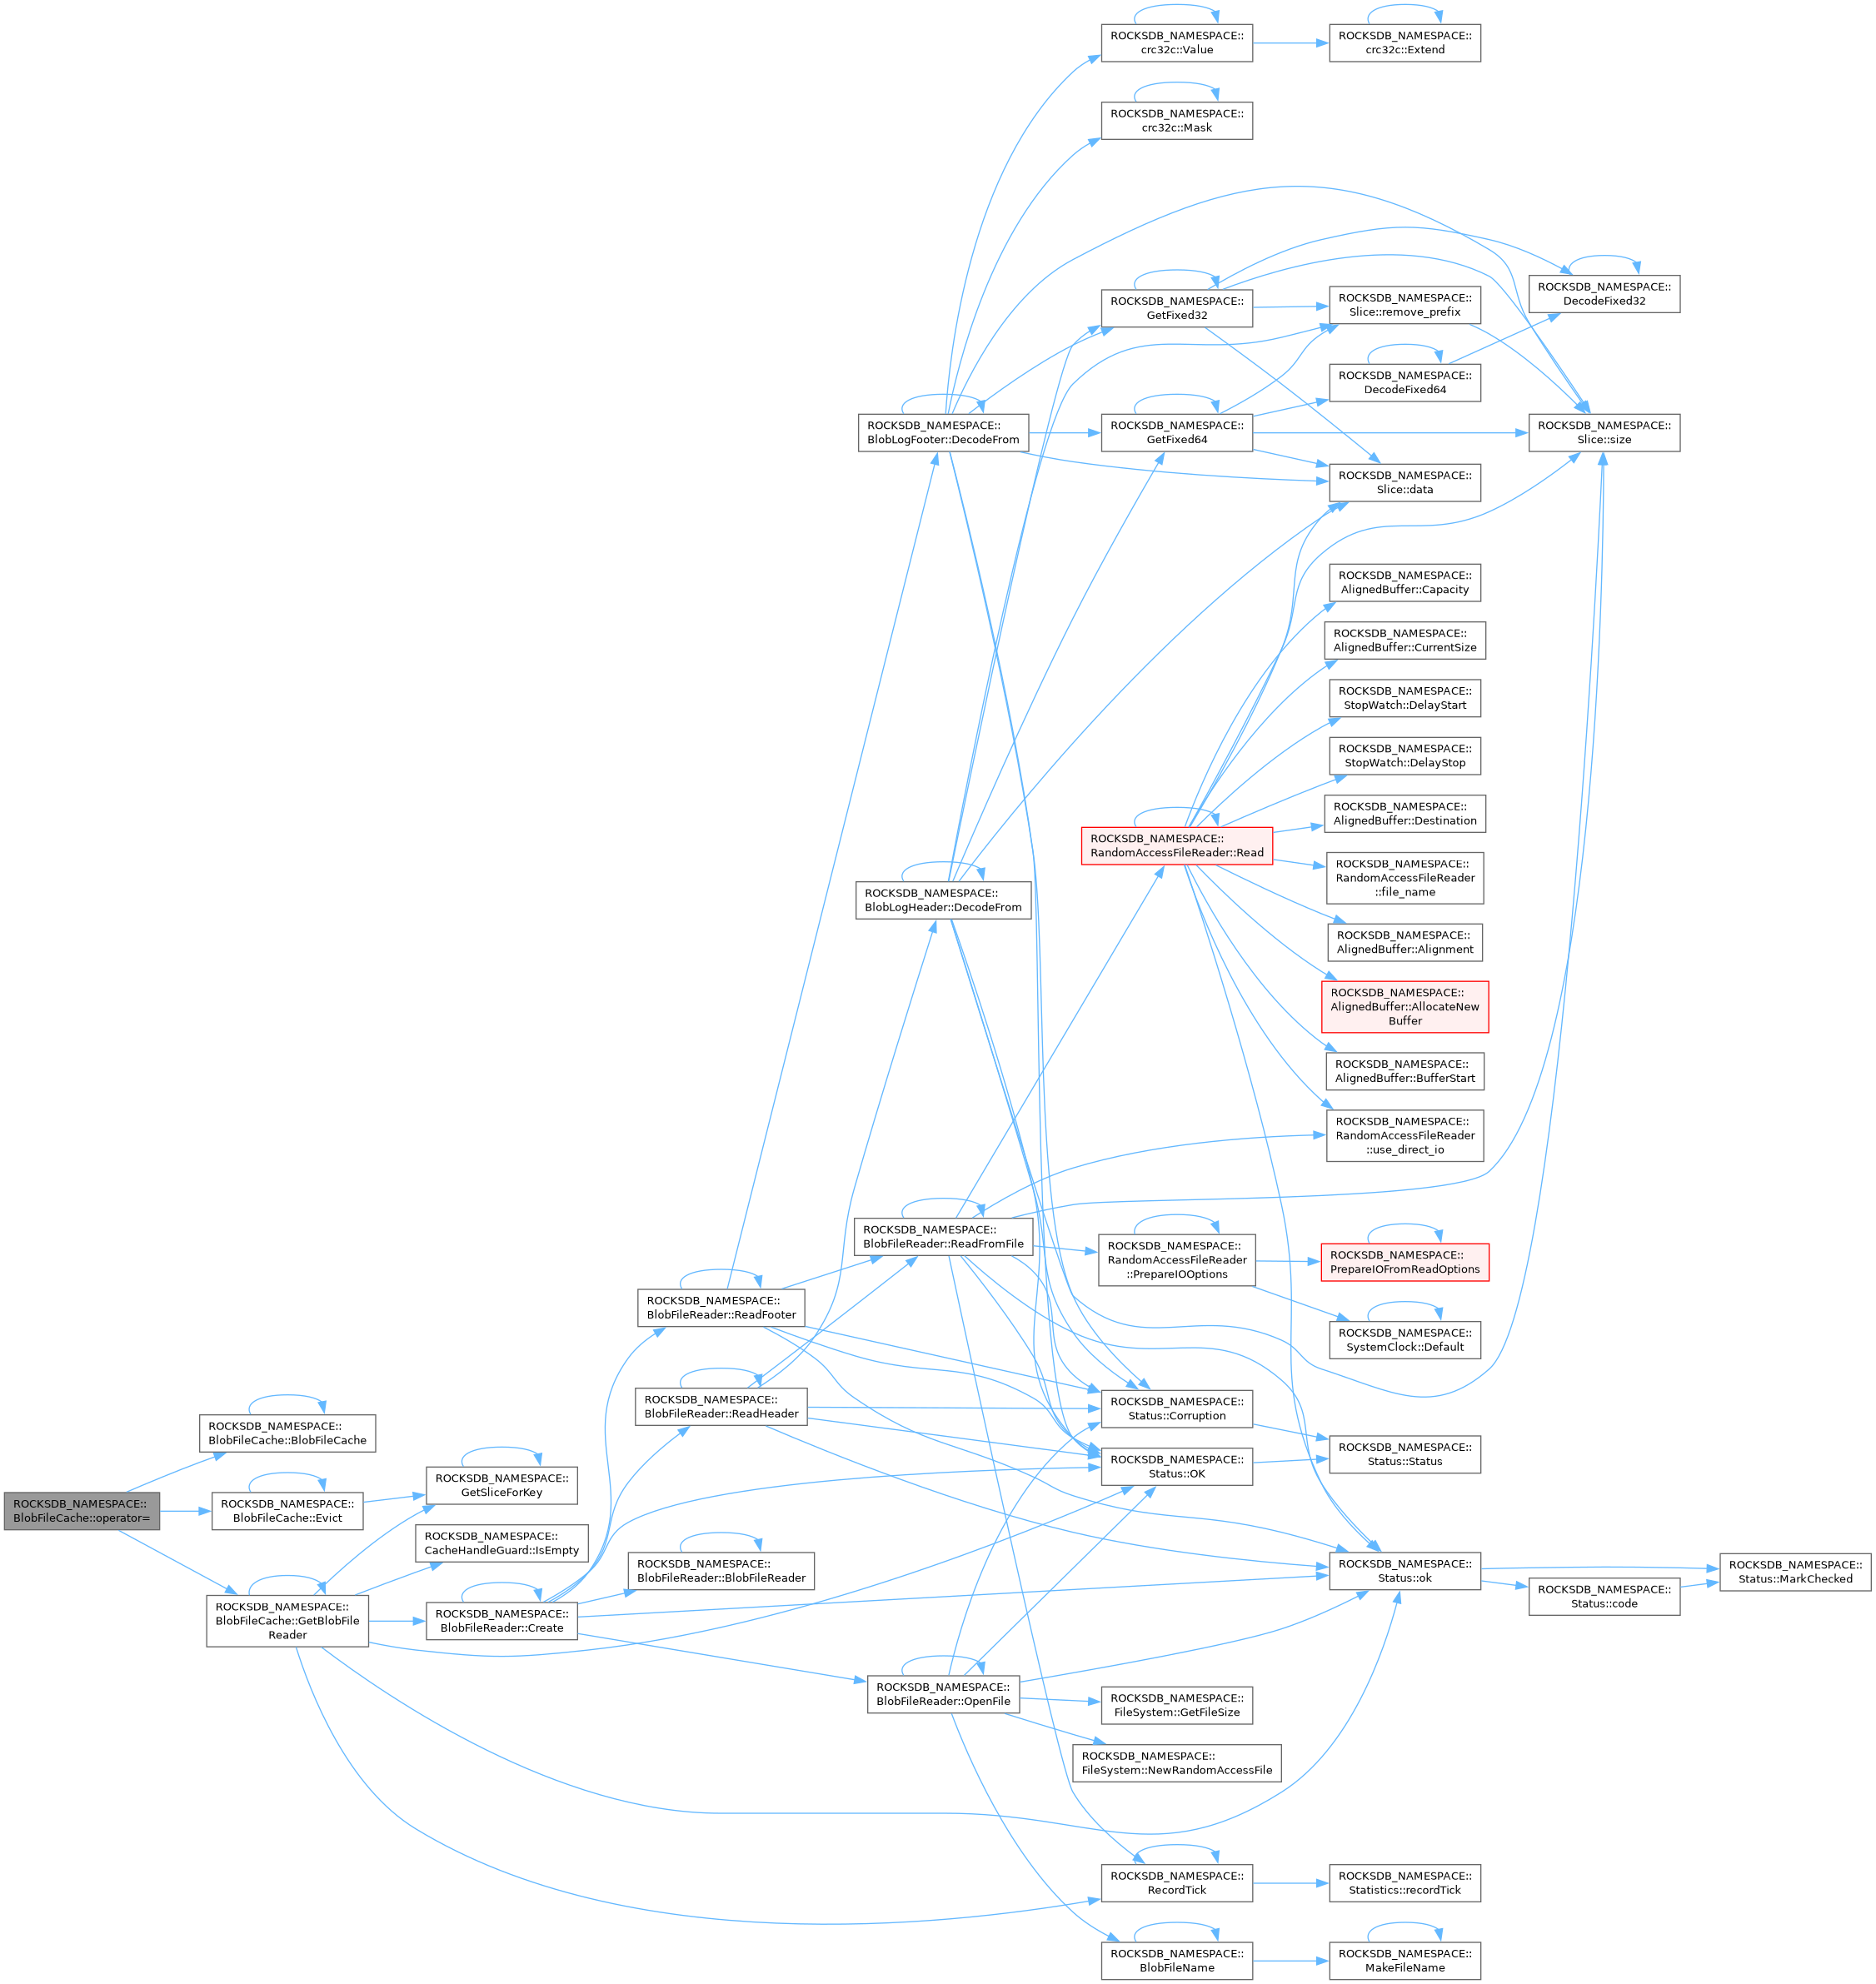 ROCKSDB_NAMESPACE::
crc32c::Value
ROCKSDB_NAMESPACE::
crc32c::Extend
ROCKSDB_NAMESPACE::
crc32c::Mask
ROCKSDB_NAMESPACE::
GetFixed32
ROCKSDB_NAMESPACE::
Slice::remove_prefix
ROCKSDB_NAMESPACE::
DecodeFixed32
ROCKSDB_NAMESPACE::
DecodeFixed64
ROCKSDB_NAMESPACE::
BlobLogFooter::DecodeFrom
ROCKSDB_NAMESPACE::
GetFixed64
ROCKSDB_NAMESPACE::
Slice::size
ROCKSDB_NAMESPACE::
Slice::data
ROCKSDB_NAMESPACE::
AlignedBuffer::Capacity
ROCKSDB_NAMESPACE::
AlignedBuffer::CurrentSize
ROCKSDB_NAMESPACE::
StopWatch::DelayStart
ROCKSDB_NAMESPACE::
StopWatch::DelayStop
ROCKSDB_NAMESPACE::
AlignedBuffer::Destination
ROCKSDB_NAMESPACE::
RandomAccessFileReader::Read
ROCKSDB_NAMESPACE::
RandomAccessFileReader
::file_name
ROCKSDB_NAMESPACE::
BlobLogHeader::DecodeFrom
ROCKSDB_NAMESPACE::
AlignedBuffer::Alignment
ROCKSDB_NAMESPACE::
AlignedBuffer::AllocateNew
Buffer
ROCKSDB_NAMESPACE::
AlignedBuffer::BufferStart
ROCKSDB_NAMESPACE::
RandomAccessFileReader
::use_direct_io
ROCKSDB_NAMESPACE::
BlobFileReader::ReadFromFile
ROCKSDB_NAMESPACE::
RandomAccessFileReader
::PrepareIOOptions
ROCKSDB_NAMESPACE::
PrepareIOFromReadOptions
ROCKSDB_NAMESPACE::
BlobFileReader::ReadFooter
ROCKSDB_NAMESPACE::
SystemClock::Default
ROCKSDB_NAMESPACE::
BlobFileReader::ReadHeader
ROCKSDB_NAMESPACE::
Status::Corruption
ROCKSDB_NAMESPACE::
BlobFileCache::BlobFileCache
ROCKSDB_NAMESPACE::
Status::Status
ROCKSDB_NAMESPACE::
Status::OK
ROCKSDB_NAMESPACE::
GetSliceForKey
ROCKSDB_NAMESPACE::
BlobFileCache::operator=
ROCKSDB_NAMESPACE::
BlobFileCache::Evict
ROCKSDB_NAMESPACE::
CacheHandleGuard::IsEmpty
ROCKSDB_NAMESPACE::
BlobFileReader::BlobFileReader
ROCKSDB_NAMESPACE::
Status::ok
ROCKSDB_NAMESPACE::
Status::MarkChecked
ROCKSDB_NAMESPACE::
Status::code
ROCKSDB_NAMESPACE::
BlobFileCache::GetBlobFile
Reader
ROCKSDB_NAMESPACE::
BlobFileReader::Create
ROCKSDB_NAMESPACE::
BlobFileReader::OpenFile
ROCKSDB_NAMESPACE::
FileSystem::GetFileSize
ROCKSDB_NAMESPACE::
FileSystem::NewRandomAccessFile
ROCKSDB_NAMESPACE::
RecordTick
ROCKSDB_NAMESPACE::
Statistics::recordTick
ROCKSDB_NAMESPACE::
BlobFileName
ROCKSDB_NAMESPACE::
MakeFileName